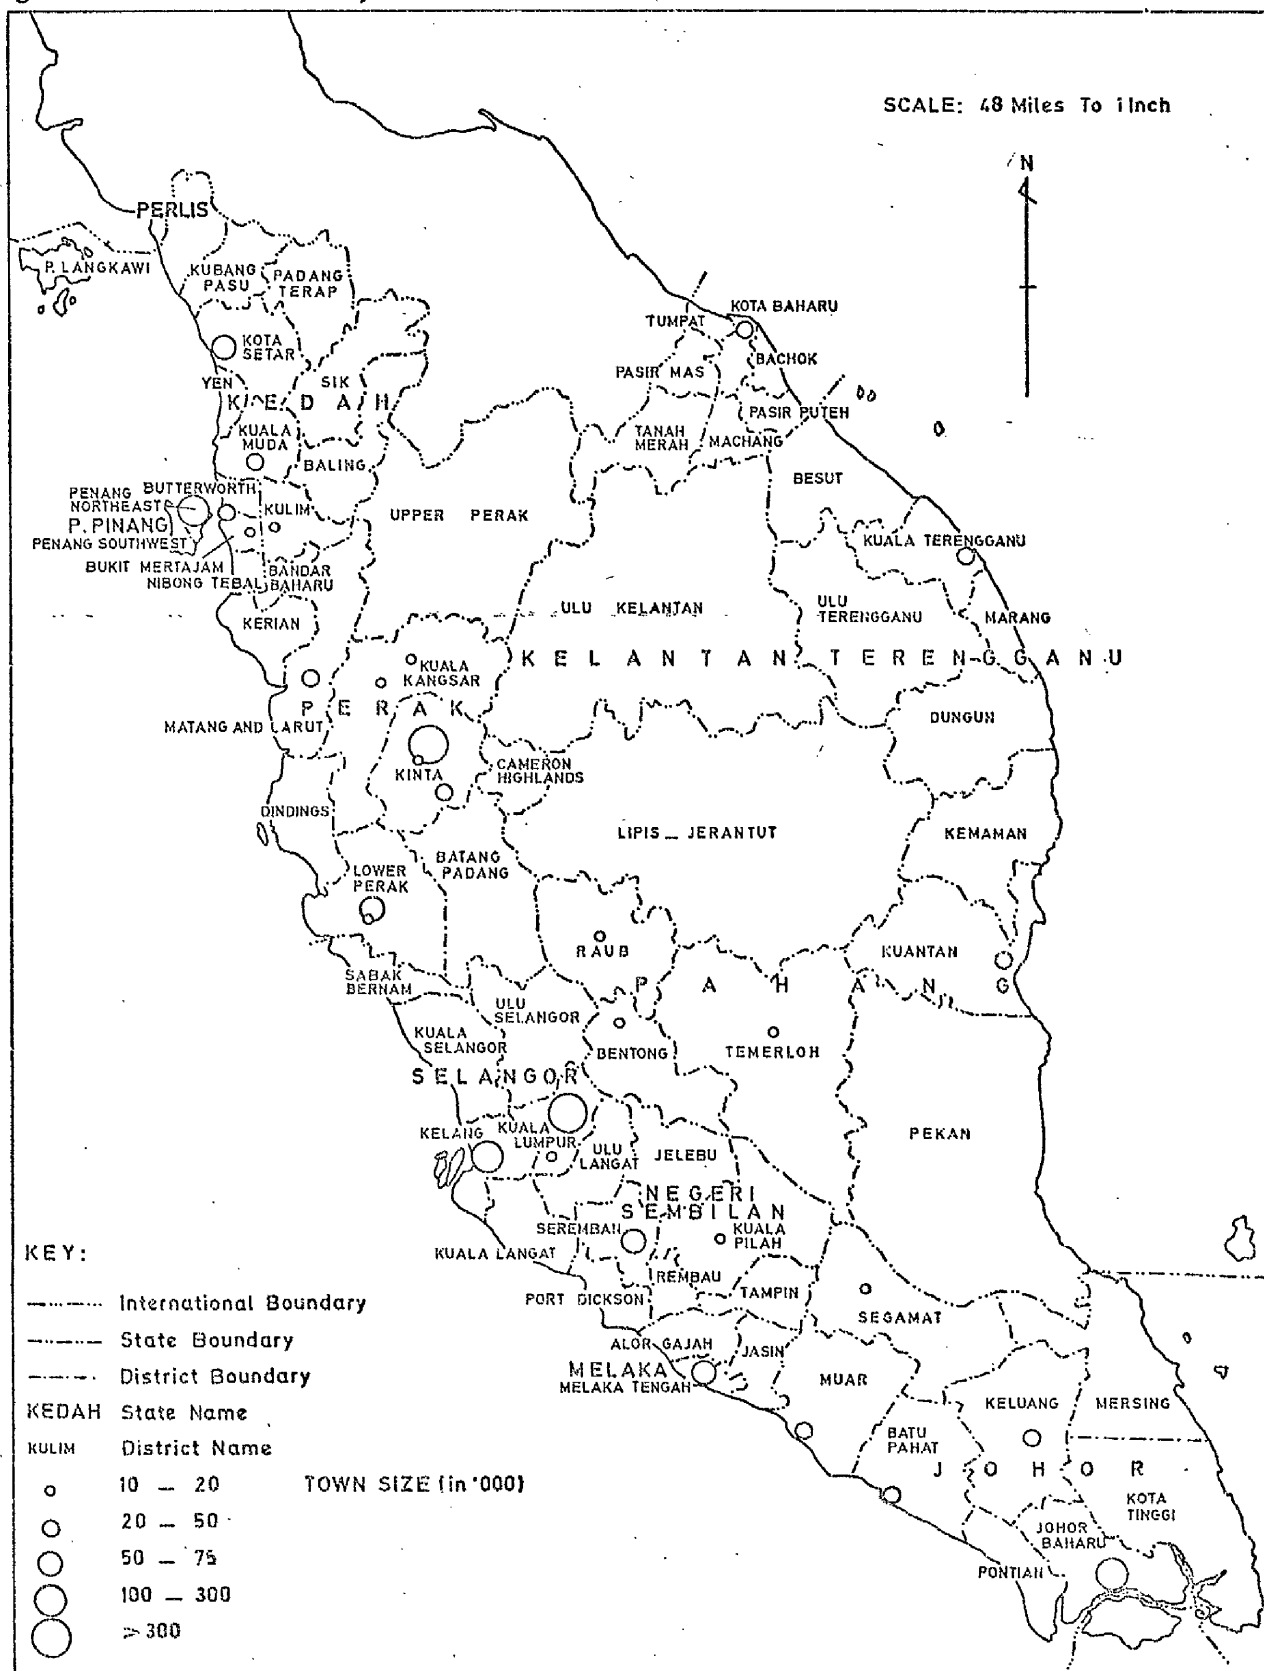 SCALE: 48 Miles To 1 Inch
N
PERLIS
P. LANGKAWI
KUBANG
PASU
PADANG
TERAP
KOTA BAHARU
TUMPAT
KOTA
SETAR
BACHOK
PASIR MAS
YEN
SIK
KEDAH
PASIR PUTEH
KUALA
MUDA
TANAH
MERAH
MACHANG
BALING
BESUT
PENANG
NORTHEAST
BUTTERWORTH
KULIM
UPPER PERAK
P. PINANG
PENANG SOUTHWEST
KUALA TERENGGANU
BUKIT MERTAJAM
NIBONG TEBAL
BANDAR
BAHARU
ULU KELANTAN
ULU
TERENGGANU
MARANG
KERIAN
KELANTAN
TERENGGANU
KUALA
KANGSAR
PERAK
MATANG AND LARUT
DUNGUN
CAMERON
HIGHLANDS
KINTA
DINDINGS
LIPIS _ JERANTUT
KEMAMAN
BATANG
PADANG
LOWER
PERAK
RAUB
KUANTAN
SABAK
BERNAM
PAHANG
ULU
SELANGOR
KUALA
SELANGOR
BENTONG
TEMERLOH
SELANGOR
KELANG
KUALA
LUMPUR
ULU
LANGAT
JELEBU
PEKAN
NEGERI
SEMBILAN
SEREMBAN
KUALA
PILAH
KUALA LANGAT
REMBAU
TAMPIN
PORT DICKSON
SEGAMAT
ALOR GAJAH
JASIN
MELAKA
MELAKA TENGAH
MUAR
KELUANG
MERSING
BATU
PAHAT
JOHOR
KOTA
TINGGI
JOHOR
BAHARU
PONTIAN
KEY:
International Boundary
State Boundary
District Boundary
KEDAH State Name
KULIM District Name
10 _ 20 TOWN SIZE (in '000)
20 _ 50
50 _ 75
100 _ 300
>300